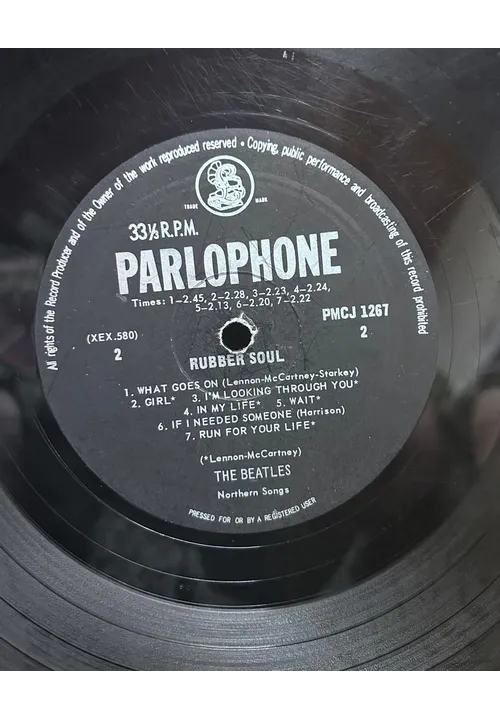 All rights of the Record Producer and of the Owner of the work reproduced reserved • Copying, public performance and broadcasting of this record prohibited
TRADE MARK
33⅓ R.P.M.
PARLOPHONE
Times: 1–2.45, 2–2.28, 3–2.23, 4–2.24,
5–2.13, 6–2.20, 7–2.22
(XEX.580)
2
PMCJ 1267
2
RUBBER SOUL
1. WHAT GOES ON (Lennon-McCartney-Starkey)
2. GIRL* 3. I'M LOOKING THROUGH YOU*
4. IN MY LIFE* 5. WAIT*
6. IF I NEEDED SOMEONE (Harrison)
7. RUN FOR YOUR LIFE*
(*Lennon-McCartney)
THE BEATLES
Northern Songs
PRESSED FOR OR BY A REGISTERED USER